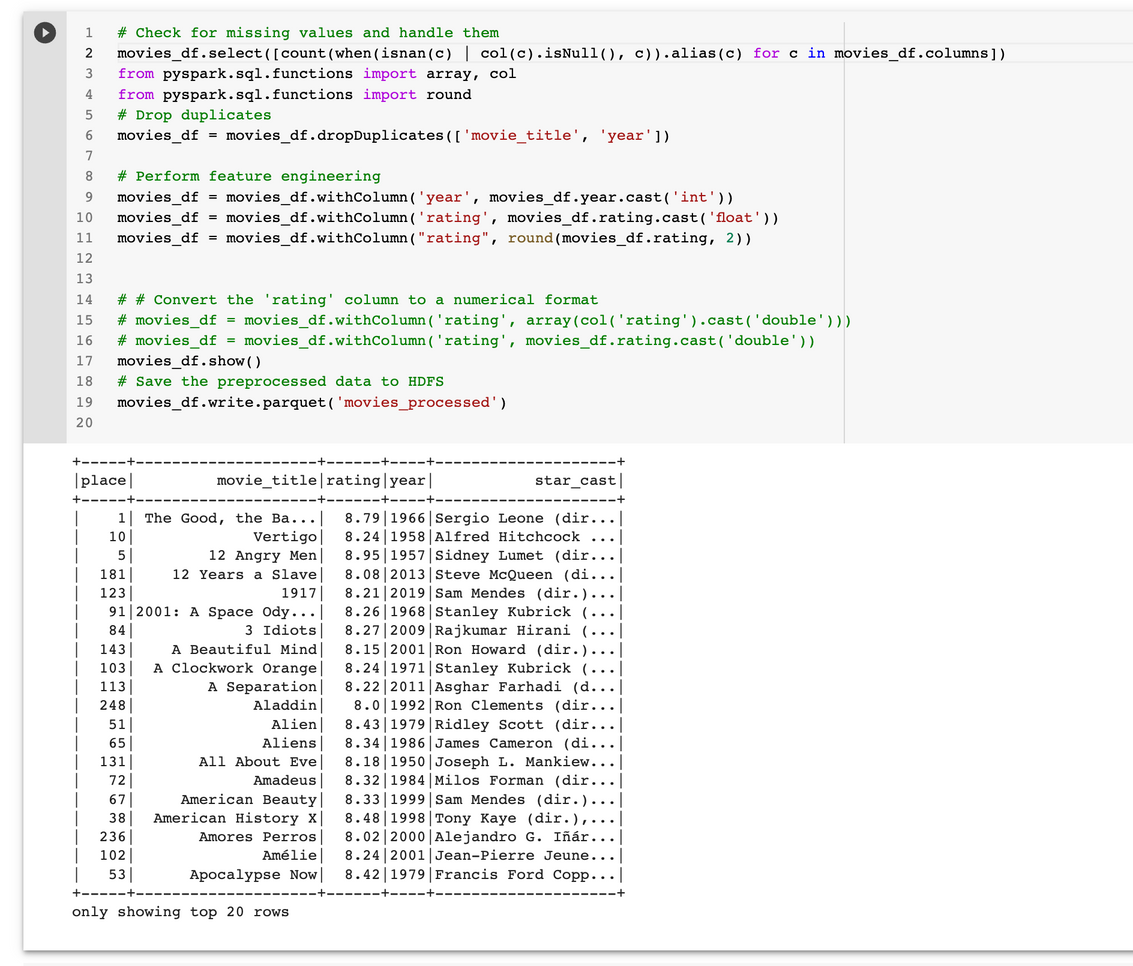 1 # Check for missing values and handle them
2 movies_df.select([count(when(isnan(c) | col(c).isNull(), c)).alias(c) for c in movies_df.columns])
3 from pyspark.sql.functions import array, col
4 from pyspark.sql.functions import round
5 # Drop duplicates
6 movies_df = movies_df.dropDuplicates(['movie_title', 'year'])
7
8 # Perform feature engineering
9 movies_df = movies_df.withColumn('year', movies_df.year.cast('int'))
10 movies_df = movies_df.withColumn('rating', movies_df.rating.cast('float'))
11 movies_df = movies_df.withColumn("rating", round(movies_df.rating, 2))
12
13
14 # # Convert the 'rating' column to a numerical format
15 # movies_df = movies_df.withColumn('rating', array(col('rating').cast('double')))
16 # movies_df = movies_df.withColumn('rating', movies_df.rating.cast('double'))
17 movies_df.show()
18 # Save the preprocessed data to HDFS
19 movies_df.write.parquet('movies_processed')
20
+-----+--------------------+------+----+--------------------+
|place|         movie_title|rating|year|           star_cast|
+-----+--------------------+------+----+--------------------+
|    1| The Good, the Ba...|  8.79|1966|Sergio Leone (dir...|
|   10|             Vertigo|  8.24|1958|Alfred Hitchcock ...|
|    5|        12 Angry Men|  8.95|1957|Sidney Lumet (dir...|
|  181|    12 Years a Slave|  8.08|2013|Steve McQueen (di...|
|  123|                1917|  8.21|2019|Sam Mendes (dir.)...|
|   91|2001: A Space Ody...|  8.26|1968|Stanley Kubrick (...|
|   84|            3 Idiots|  8.27|2009|Rajkumar Hirani (...|
|  143|    A Beautiful Mind|  8.15|2001|Ron Howard (dir.)...|
|  103|  A Clockwork Orange|  8.24|1971|Stanley Kubrick (...|
|  113|        A Separation|  8.22|2011|Asghar Farhadi (d...|
|  248|             Aladdin|   8.0|1992|Ron Clements (dir...|
|   51|               Alien|  8.43|1979|Ridley Scott (dir...|
|   65|              Aliens|  8.34|1986|James Cameron (di...|
|  131|       All About Eve|  8.18|1950|Joseph L. Mankiew...|
|   72|             Amadeus|  8.32|1984|Milos Forman (dir...|
|   67|     American Beauty|  8.33|1999|Sam Mendes (dir.)...|
|   38|  American History X|  8.48|1998|Tony Kaye (dir.),...|
|  236|       Amores Perros|  8.02|2000|Alejandro G. Iñár...|
|  102|              Amélie|  8.24|2001|Jean-Pierre Jeune...|
|   53|      Apocalypse Now|  8.42|1979|Francis Ford Copp...|
+-----+--------------------+------+----+--------------------+
only showing top 20 rows